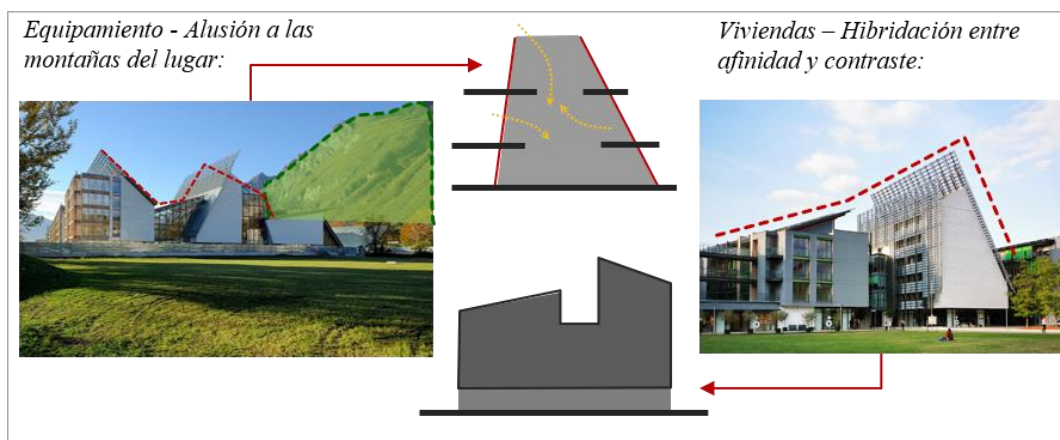 Equipamiento - Alusión a las
montañas del lugar:
Viviendas – Hibridación entre
afinidad y contraste: